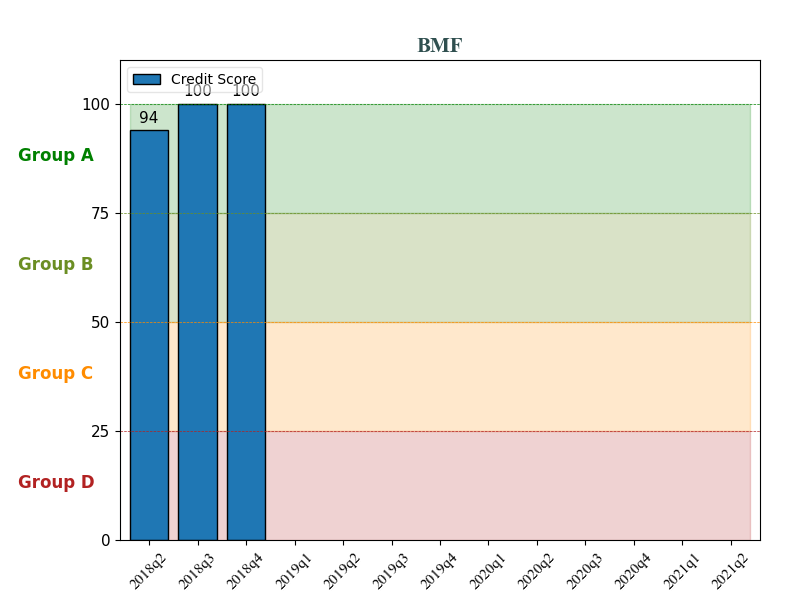 BMF
Credit Score
94
100
100
100
75
50
25
0
Group A
Group B
Group C
Group D
2018q2
2018q3
2018q4
2019q1
2019q2
2019q3
2019q4
2020q1
2020q2
2020q3
2020q4
2021q1
2021q2